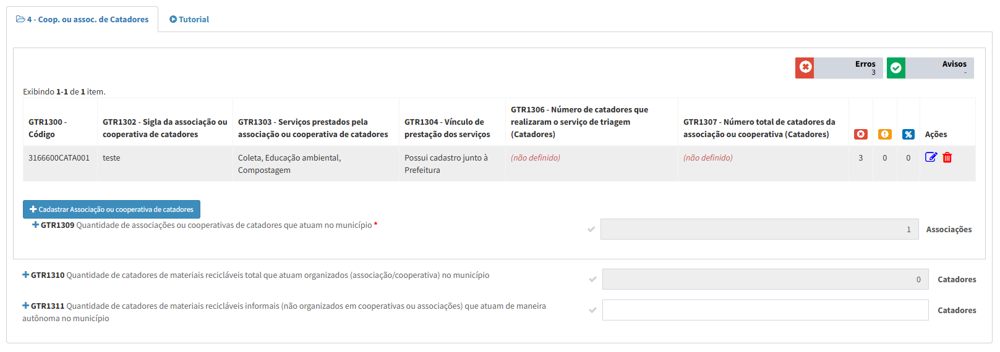 4 - Coop. ou assoc. de Catadores
Tutorial
Erros
3
Avisos
-
Exibindo 1-1 de 1 item.
GTR1300 -
Código
GTR1302 - Sigla da associação ou
cooperativa de catadores
GTR1303 - Serviços prestados pela
associação ou cooperativa de catadores
GTR1304 - Vínculo de
prestação dos serviços
GTR1306 - Número de catadores que
realizaram o serviço de triagem
(Catadores)
GTR1307 - Número total de catadores da
associação ou cooperativa (Catadores)
%
Ações
3166600CATA001
teste
Coleta, Educação ambiental,
Compostagem
Possui cadastro junto à
Prefeitura
(não definido)
(não definido)
3
0
0
Cadastrar Associação ou cooperativa de catadores
GTR1309 Quantidade de associações ou cooperativas de catadores que atuam no município *
1
Associações
GTR1310 Quantidade de catadores de materiais recicláveis total que atuam organizados (associação/cooperativa) no município
0
Catadores
GTR1311 Quantidade de catadores de materiais recicláveis informais (não organizados em cooperativas ou associações) que atuam de maneira
autônoma no município
Catadores